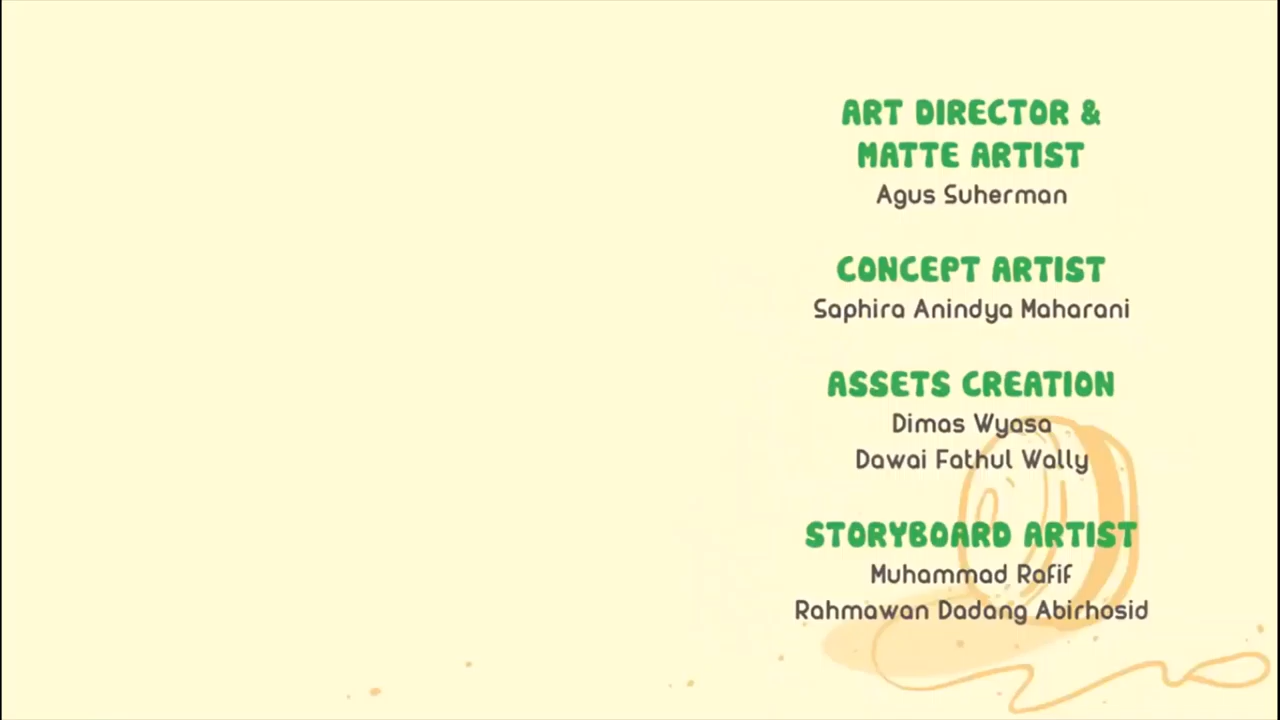 ART DIRECTOR &
MATTE ARTIST
Agus Suherman
CONCEPT ARTIST
Saphira Anindya Maharani
ASSETS CREATION
Dimas Wyasa
Dawai Fathul Wally
STORYBOARD ARTIST
Muhammad Rafif
Rahmawan Dadang Abirhosid